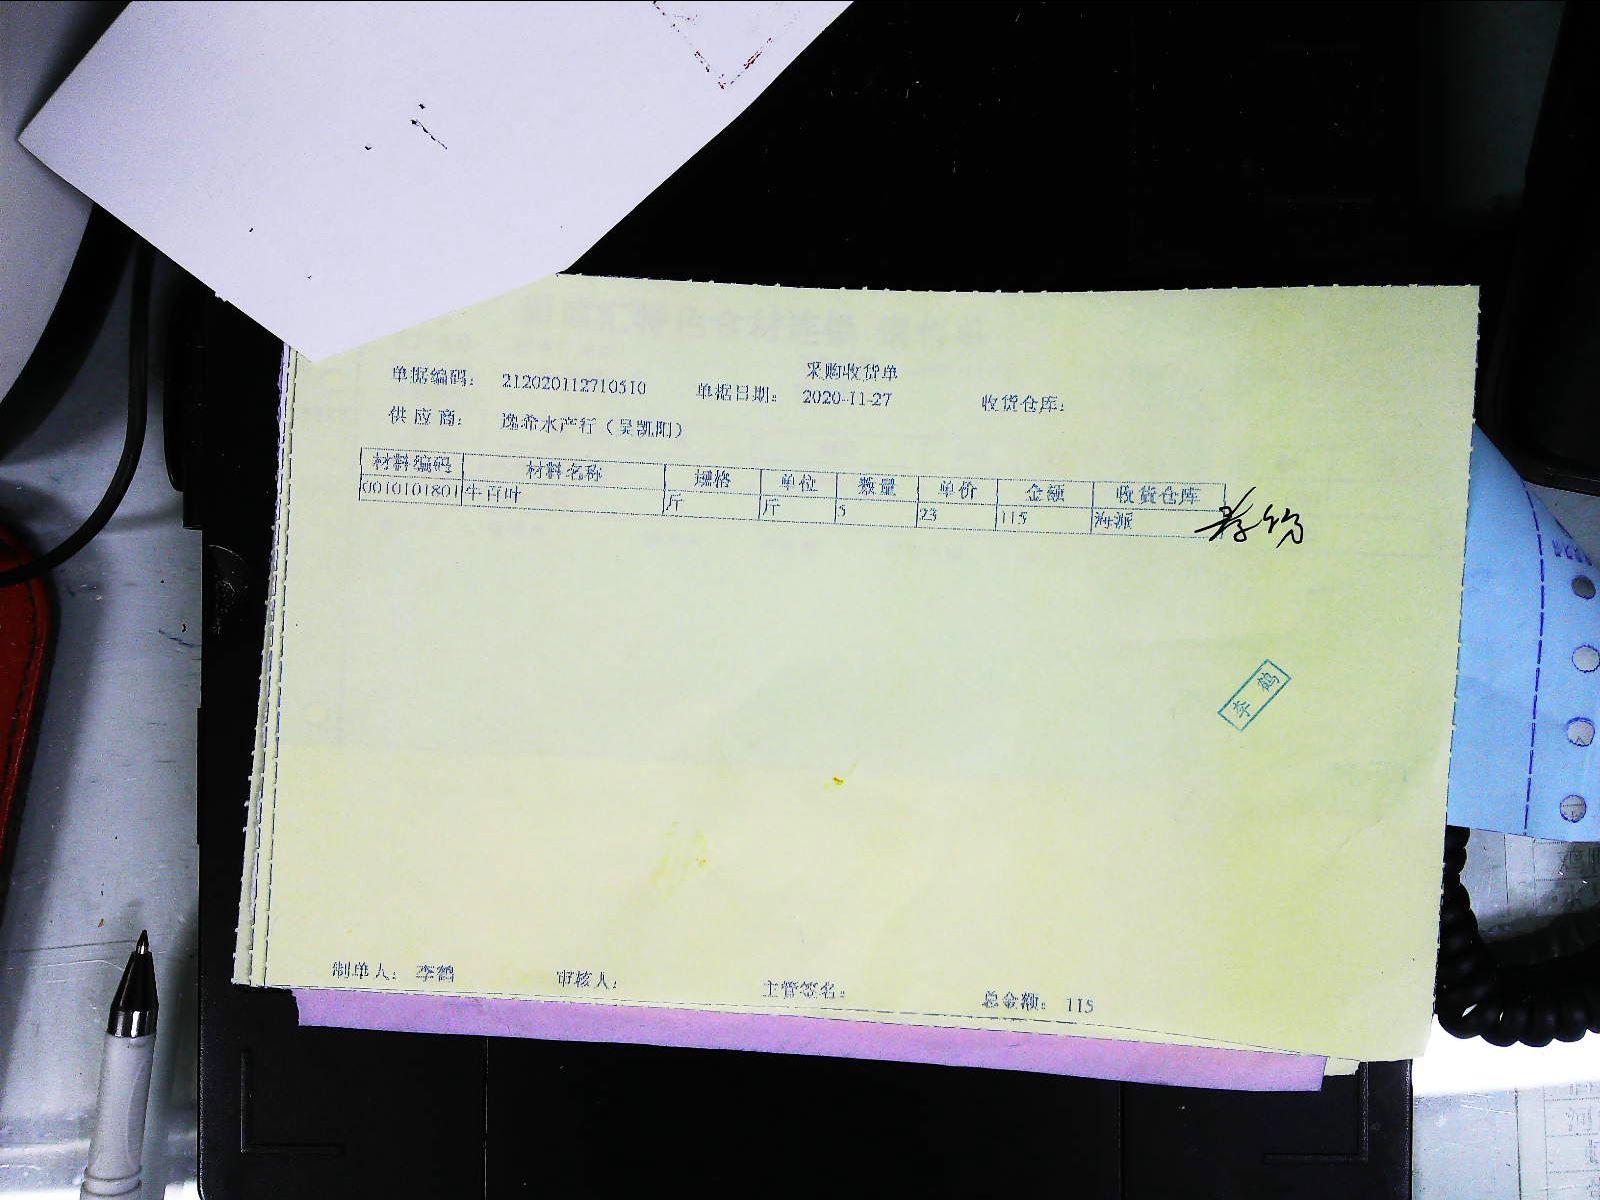 采购收货单
单据编码： 212020112710510 单据日期： 2020-11-27 收货仓库：
供应商： 逸希水产行（吴凯阳）
材料编码 材料名称 规格 单位 数量 单价 金额 收货仓库
0010101801 牛百叶 斤 斤 5 23 115 海派
李鹤
制单人： 李鹤 审核人： 主管签名： 总金额： 115